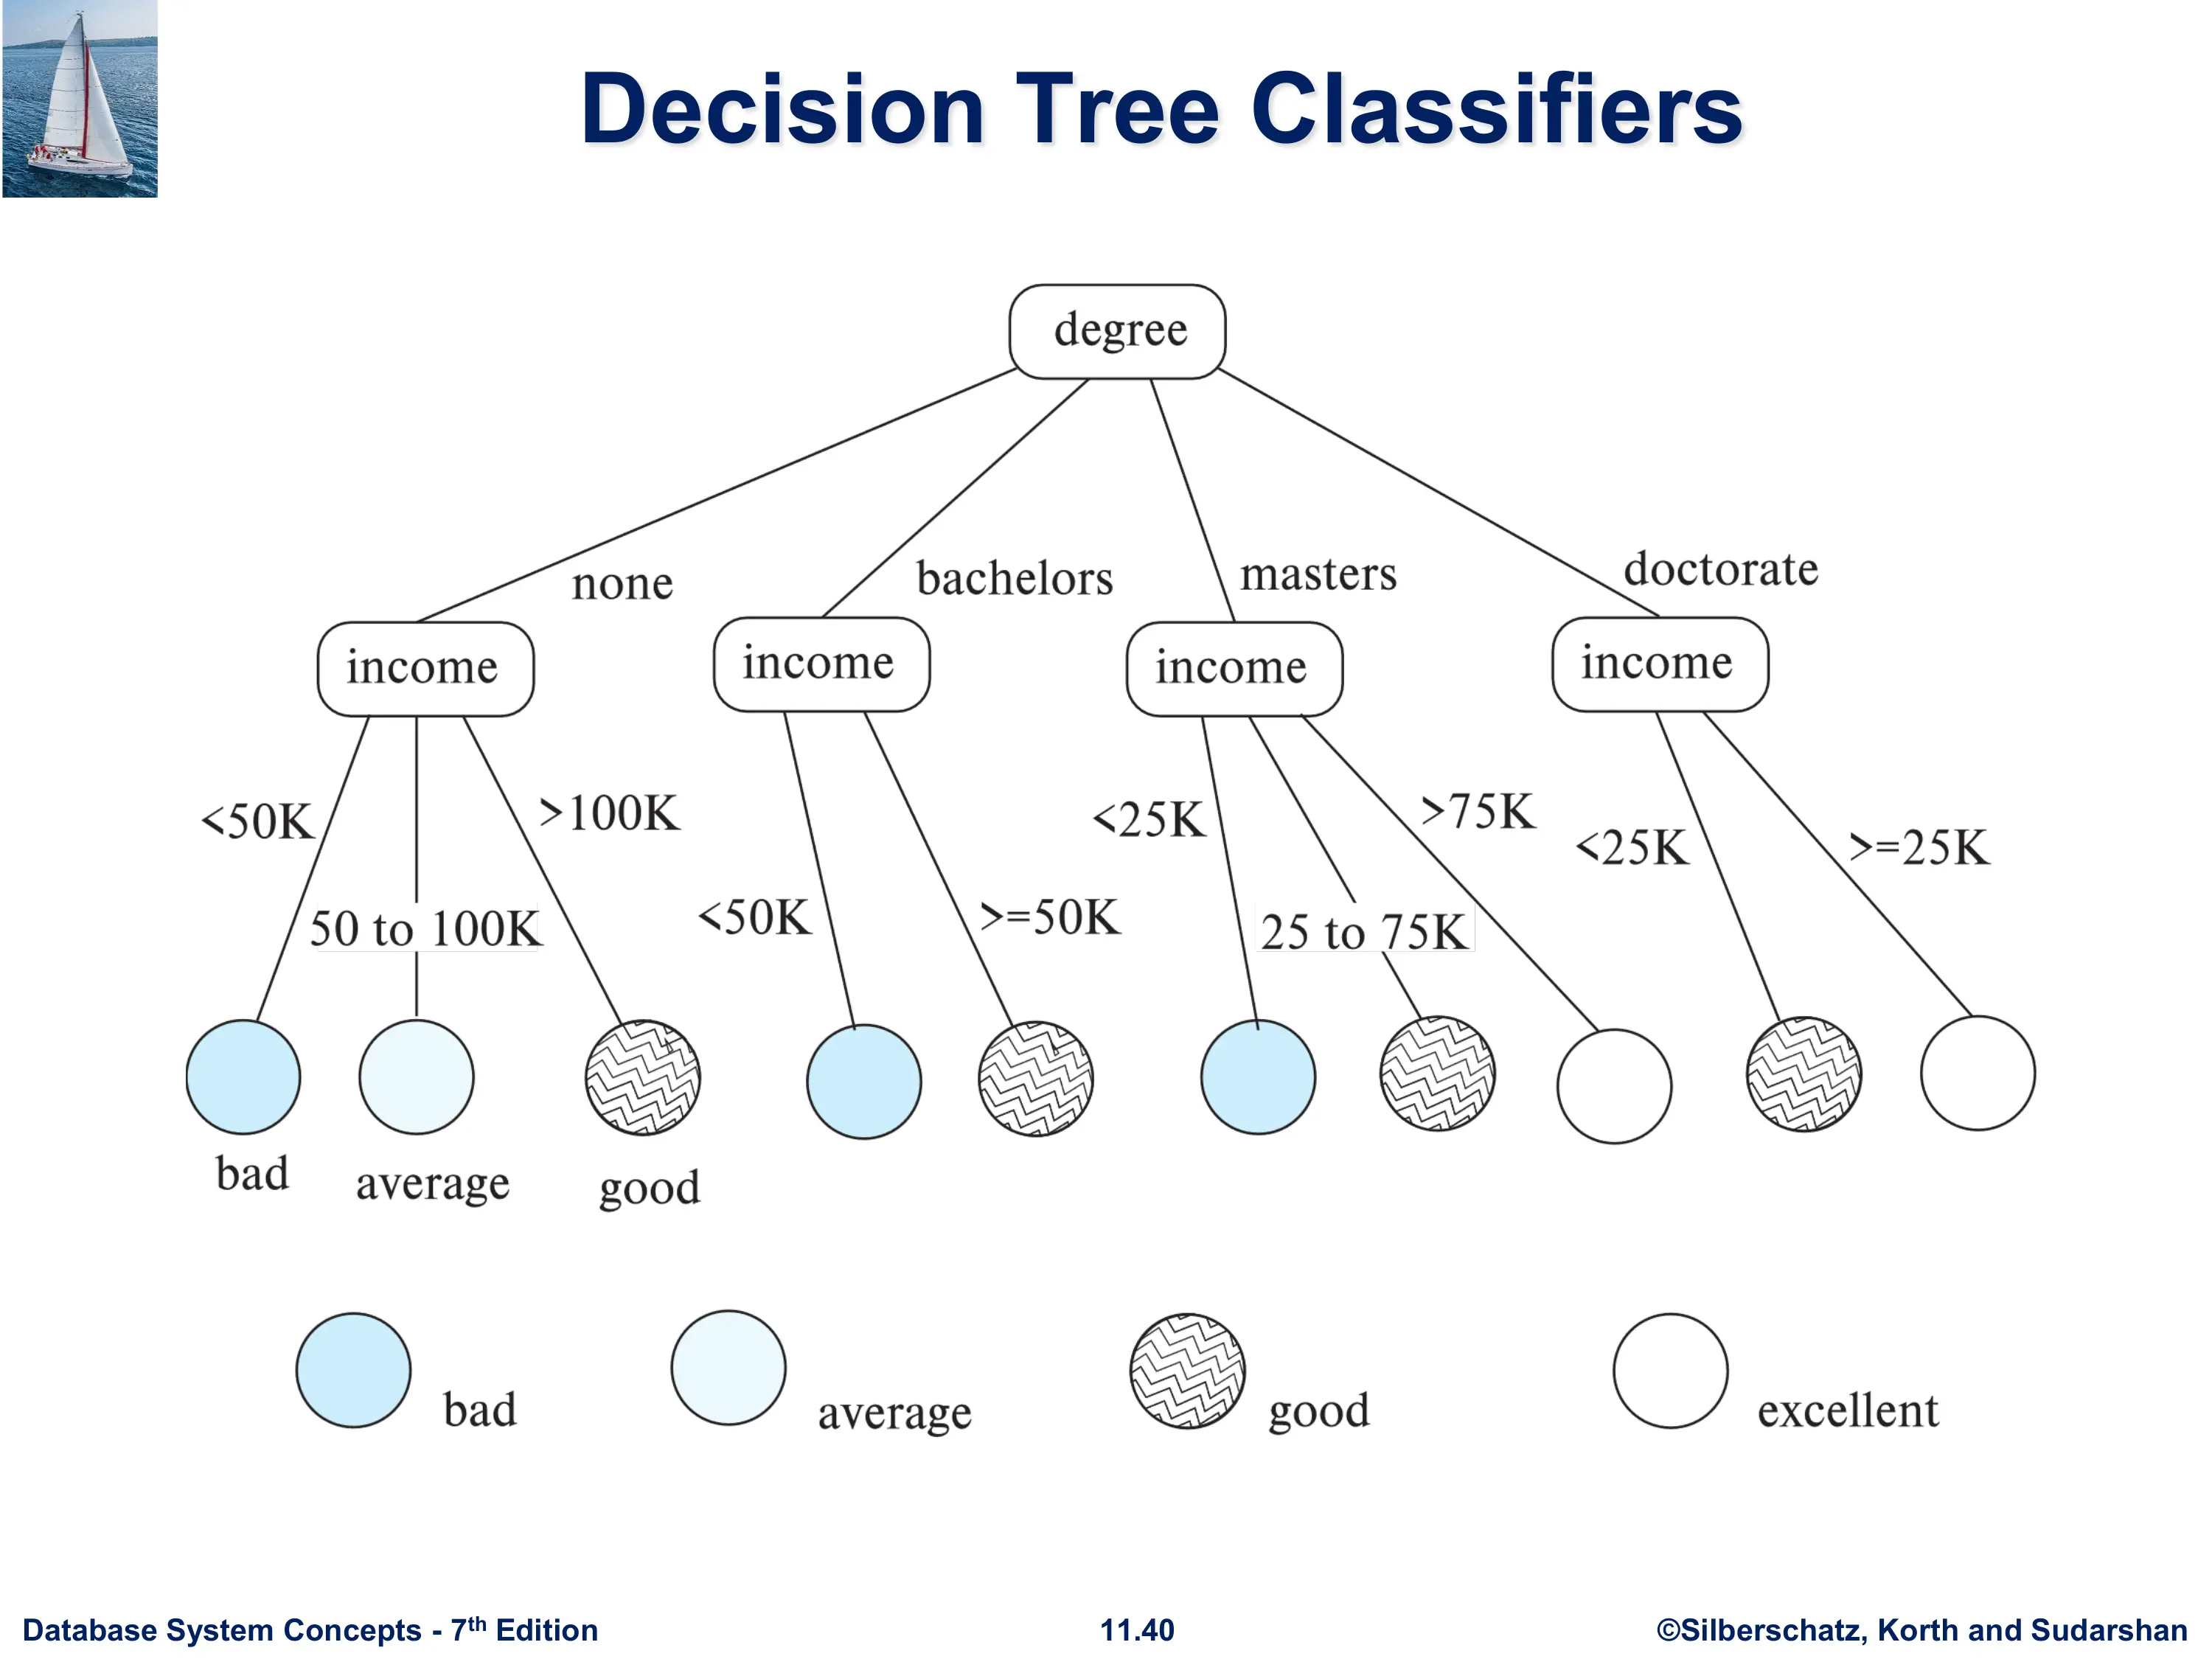 Decision Tree Classifiers
degree
none bachelors masters doctorate
income income income income
<50K 50 to 100K >100K <50K >=50K <25K 25 to 75K >75K <25K >=25K
bad average good
bad average good excellent
Database System Concepts - 7th Edition 11.40 ©Silberschatz, Korth and Sudarshan